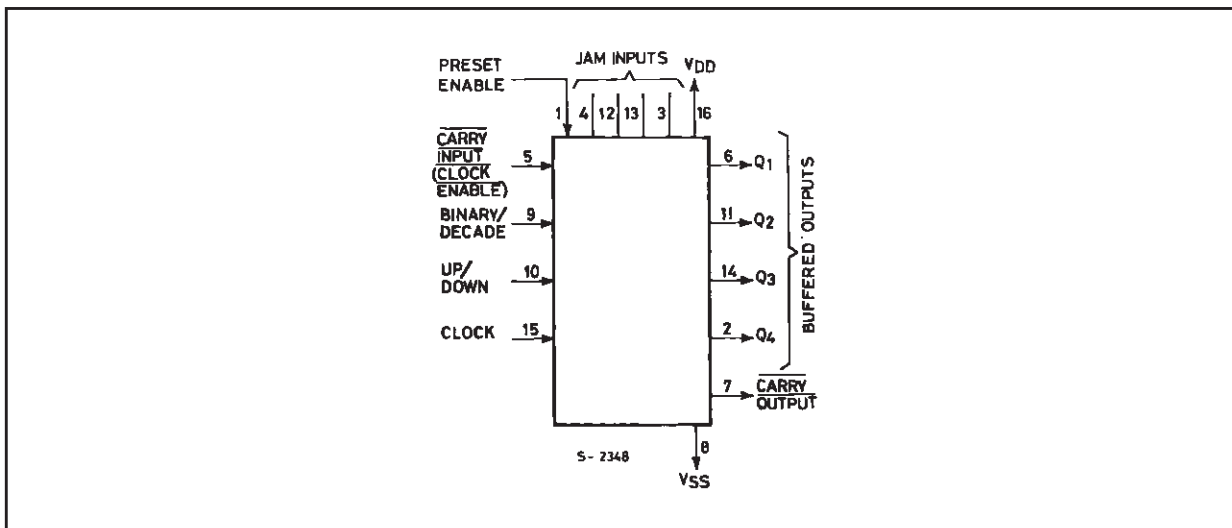 PRESET
ENABLE
JAM INPUTS
VDD
1
4
12
13
3
16
CARRY
INPUT
(CLOCK
ENABLE)
5
6
Q1
BINARY/
DECADE
9
11
Q2
UP/
DOWN
10
14
Q3
CLOCK
15
2
Q4
BUFFERED OUTPUTS
7
CARRY
OUTPUT
8
S- 2348
VSS